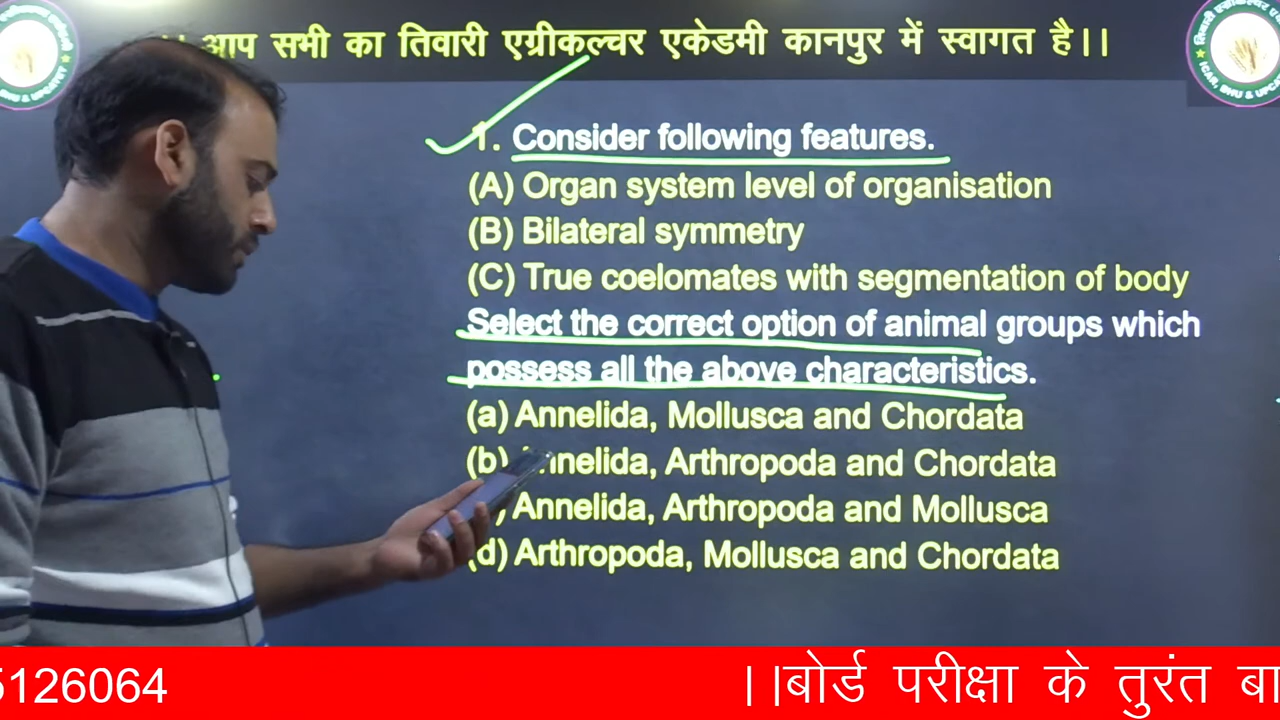 आप सभी का तिवारी एग्रीकल्चर एकेडमी कानपुर में स्वागत है।।
1. Consider following features.
(A) Organ system level of organisation
(B) Bilateral symmetry
(C) True coelomates with segmentation of body
Select the correct option of animal groups which
possess all the above characteristics.
(a) Annelida, Mollusca and Chordata
(b) Annelida, Arthropoda and Chordata
Annelida, Arthropoda and Mollusca
(d) Arthropoda, Mollusca and Chordata
5126064
||बोर्ड परीक्षा के तुरंत बा